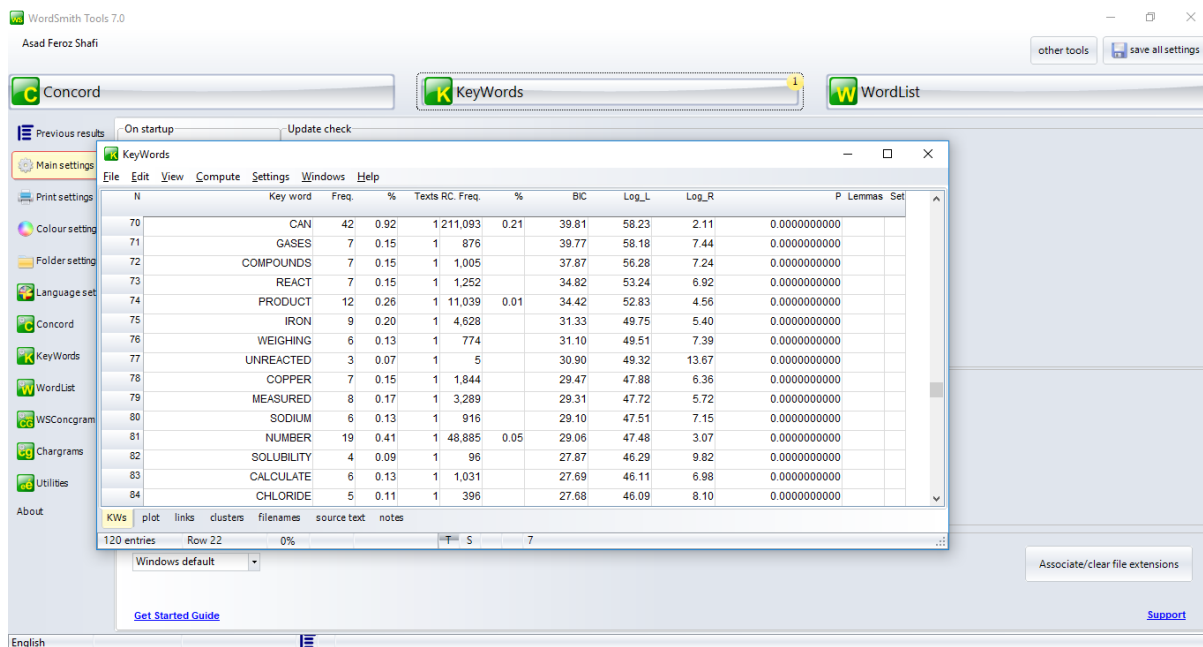 WordSmith Tools 7.0
Asad Feroz Shafi
other tools
save all settings
Concord
KeyWords 1
WordList
Previous results
Main settings
Print settings
Colour setting
Folder setting
Language set
Concord
KeyWords
WordList
WSConcgram
Chargrams
Utilities
About
On startup
Update check
KeyWords
File Edit View Compute Settings Windows Help
N Key word Freq. % Texts RC. Freq. % BIC Log_L Log_R P Lemmas Set
70 CAN 42 0.92 1 211,093 0.21 39.81 58.23 2.11 0.0000000000
71 GASES 7 0.15 1 876 39.77 58.18 7.44 0.0000000000
72 COMPOUNDS 7 0.15 1 1,005 37.87 56.28 7.24 0.0000000000
73 REACT 7 0.15 1 1,252 34.82 53.24 6.92 0.0000000000
74 PRODUCT 12 0.26 1 11,039 0.01 34.42 52.83 4.56 0.0000000000
75 IRON 9 0.20 1 4,628 31.33 49.75 5.40 0.0000000000
76 WEIGHING 6 0.13 1 774 31.10 49.51 7.39 0.0000000000
77 UNREACTED 3 0.07 1 5 30.90 49.32 13.67 0.0000000000
78 COPPER 7 0.15 1 1,844 29.47 47.88 6.36 0.0000000000
79 MEASURED 8 0.17 1 3,289 29.31 47.72 5.72 0.0000000000
80 SODIUM 6 0.13 1 916 29.10 47.51 7.15 0.0000000000
81 NUMBER 19 0.41 1 48,885 0.05 29.06 47.48 3.07 0.0000000000
82 SOLUBILITY 4 0.09 1 96 27.87 46.29 9.82 0.0000000000
83 CALCULATE 6 0.13 1 1,031 27.69 46.11 6.98 0.0000000000
84 CHLORIDE 5 0.11 1 396 27.68 46.09 8.10 0.0000000000
KWs plot links clusters filenames source text notes
120 entries Row 22 0% T S 7
Windows default
Associate/clear file extensions
Get Started Guide
Support
English